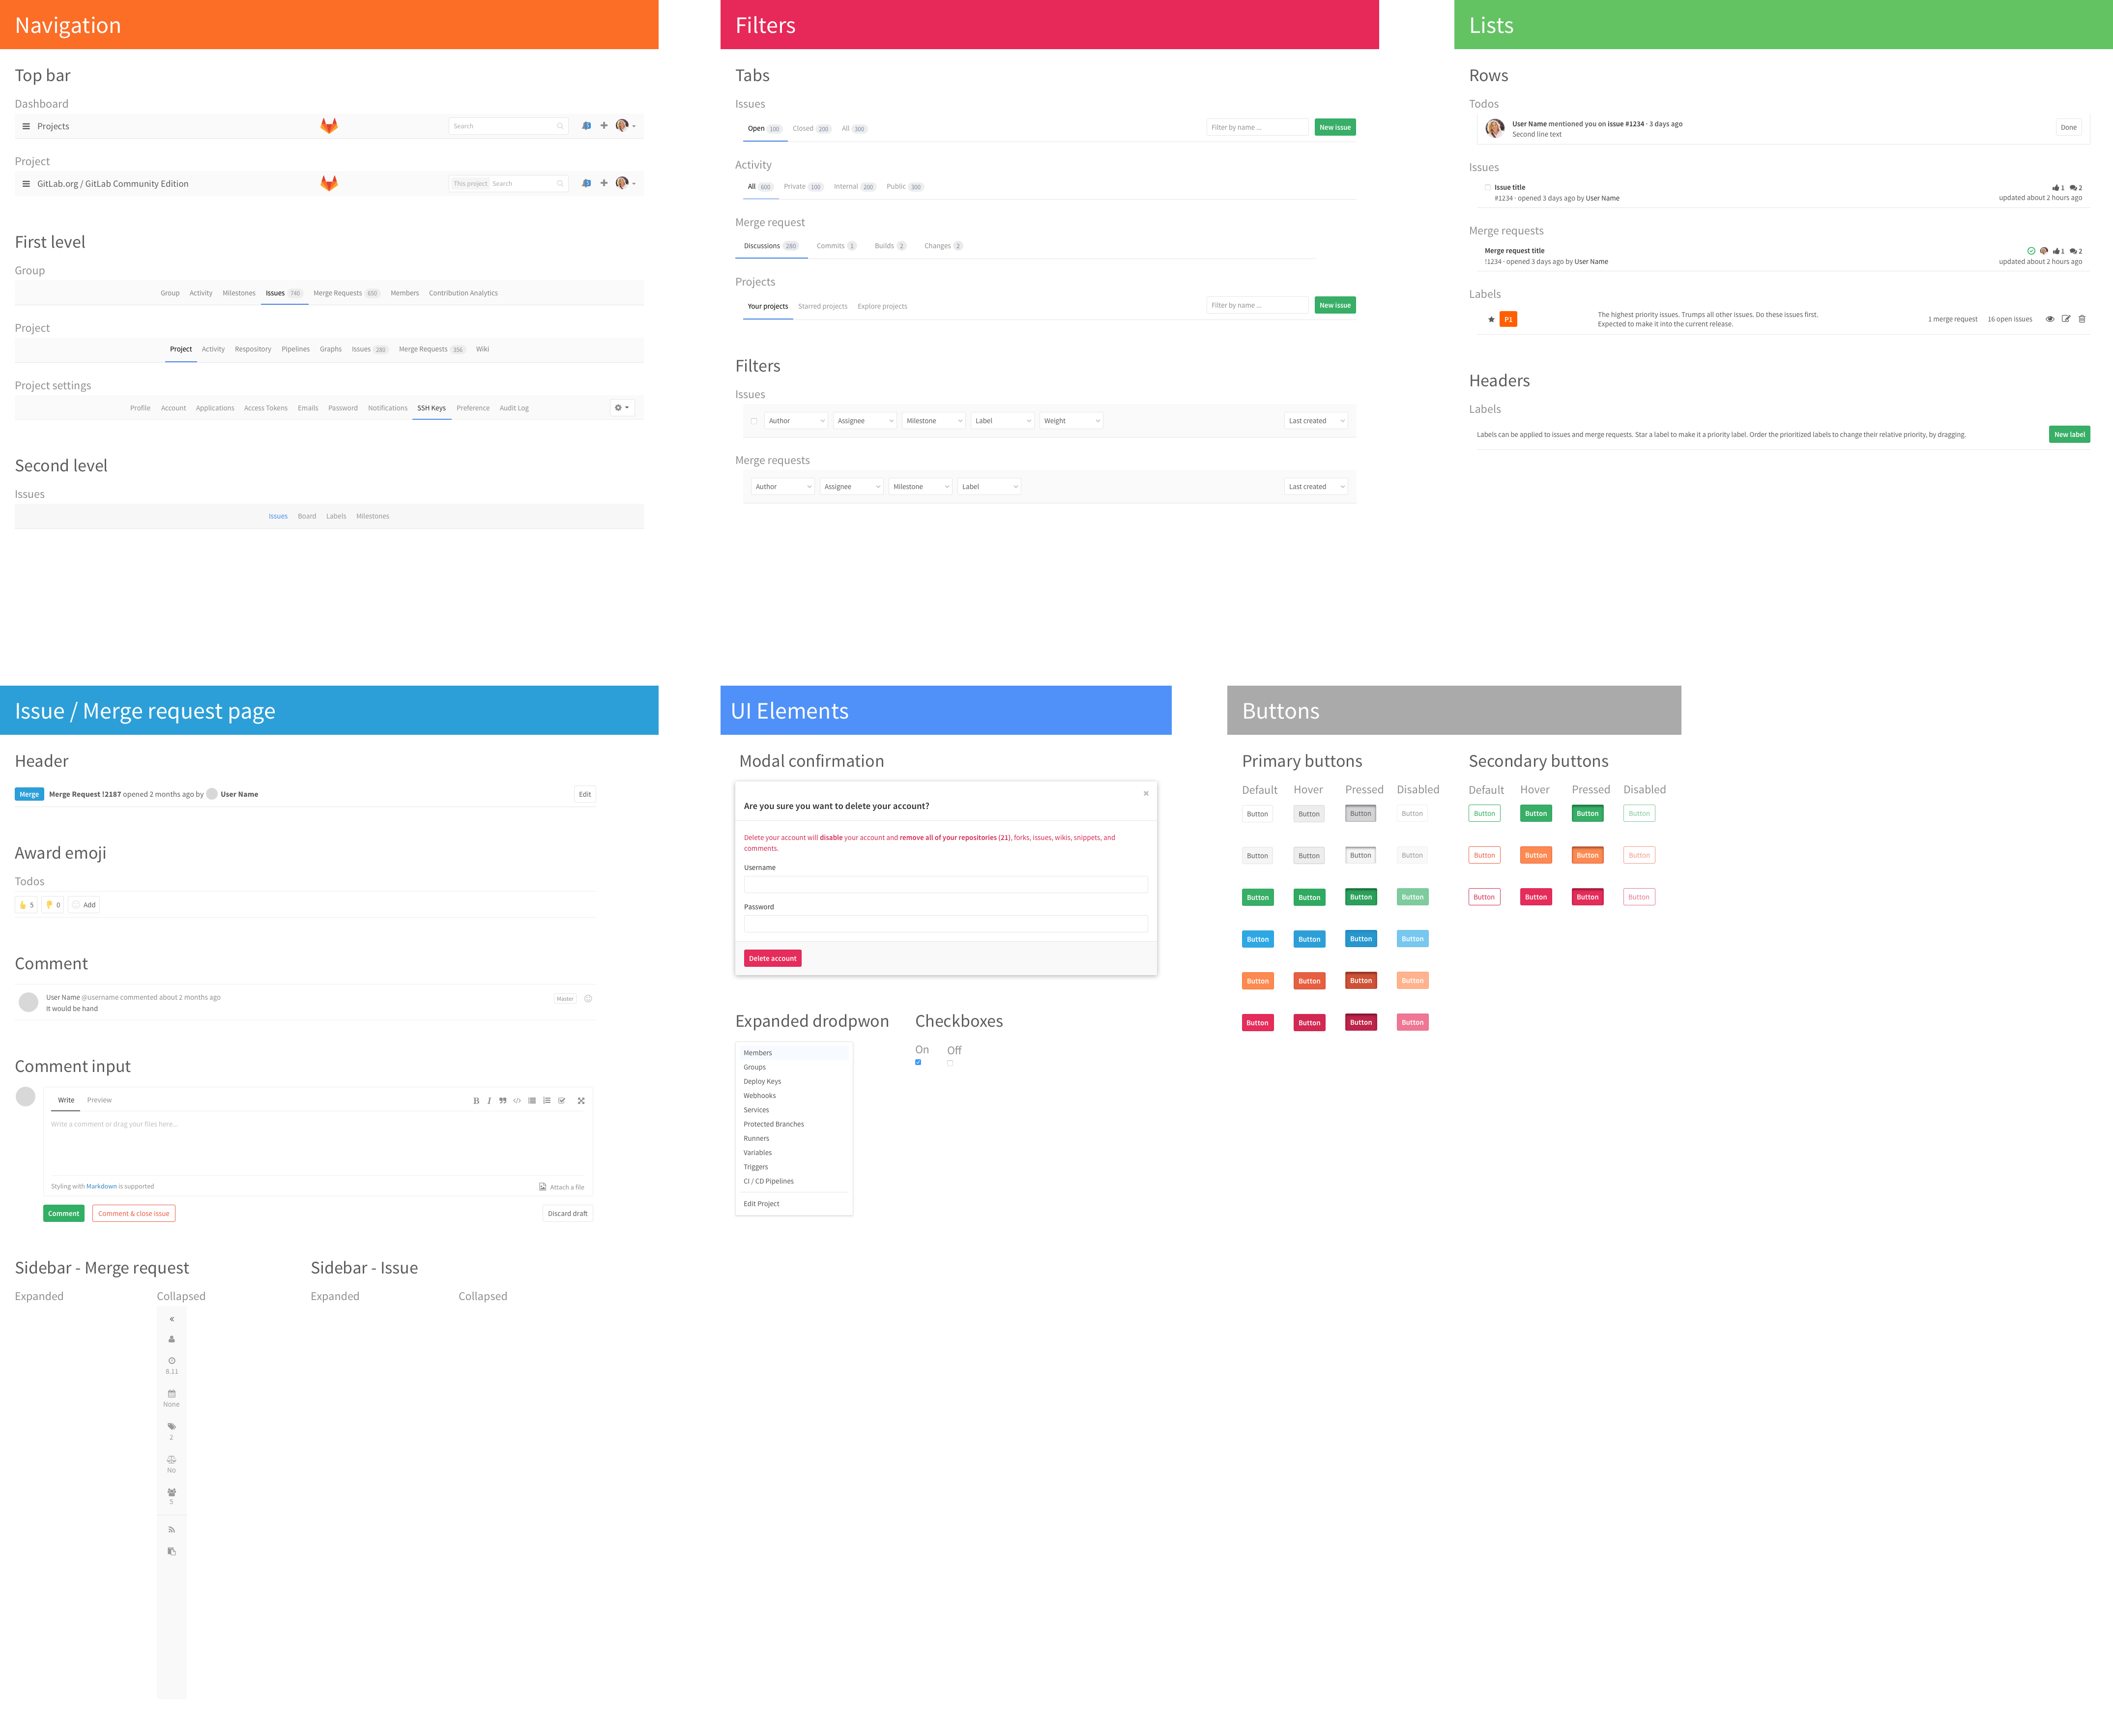 Navigation
Top bar
Dashboard
Projects
Search
Project
GitLab.org / GitLab Community Edition
This project Search
First level
Group
Group Activity Milestones Issues 740 Merge Requests 650 Members Contribution Analytics
Project
Project Activity Respository Pipelines Graphs Issues 280 Merge Requests 356 Wiki
Project settings
Profile Account Applications Access Tokens Emails Password Notifications SSH Keys Preference Audit Log
Second level
Issues
Issues Board Labels Milestones
Filters
Tabs
Issues
Open 100 Closed 200 All 300 Filter by name ... New issue
Activity
All 600 Private 100 Internal 200 Public 300
Merge request
Discussions 280 Commits 1 Builds 2 Changes 2
Projects
Your projects Starred projects Explore projects Filter by name ... New issue
Filters
Issues
Author Assignee Milestone Label Weight Last created
Merge requests
Author Assignee Milestone Label Last created
Lists
Rows
Todos
User Name mentioned you on issue #1234 · 3 days ago
Second line text
Done
Issues
Issue title 1 2
#1234 · opened 3 days ago by User Name updated about 2 hours ago
Merge requests
Merge request title 1 2
!1234 · opened 3 days ago by User Name updated about 2 hours ago
Labels
P1
The highest priority issues. Trumps all other issues. Do these issues first.
Expected to make it into the current release.
1 merge request 16 open issues
Headers
Labels
Labels can be applied to issues and merge requests. Star a label to make it a priority label. Order the prioritized labels to change their relative priority, by dragging. New label
Issue / Merge request page
Header
Merge Merge Request !2187 opened 2 months ago by User Name Edit
Award emoji
Todos
5 0 Add
Comment
User Name @username commented about 2 months ago Master
It would be hand
Comment input
Write Preview
B I
Write a comment or drag your files here...
Styling with Markdown is supported Attach a file
Comment Comment & close issue Discard draft
Sidebar - Merge request
Expanded Collapsed
8.11
None
2
No
5
Sidebar - Issue
Expanded Collapsed
UI Elements
Modal confirmation
Are you sure you want to delete your account?
Delete your account will disable your account and remove all of your repositories (21), forks, issues, wikis, snippets, and
comments.
Username
Password
Delete account
Expanded drodpwon
Members
Groups
Deploy Keys
Webhooks
Services
Protected Branches
Runners
Variables
Triggers
CI / CD Pipelines
Edit Project
Checkboxes
On Off
Buttons
Primary buttons
Default Hover Pressed Disabled
Button Button Button Button
Button Button Button Button
Button Button Button Button
Button Button Button Button
Button Button Button Button
Button Button Button Button
Secondary buttons
Default Hover Pressed Disabled
Button Button Button Button
Button Button Button Button
Button Button Button Button